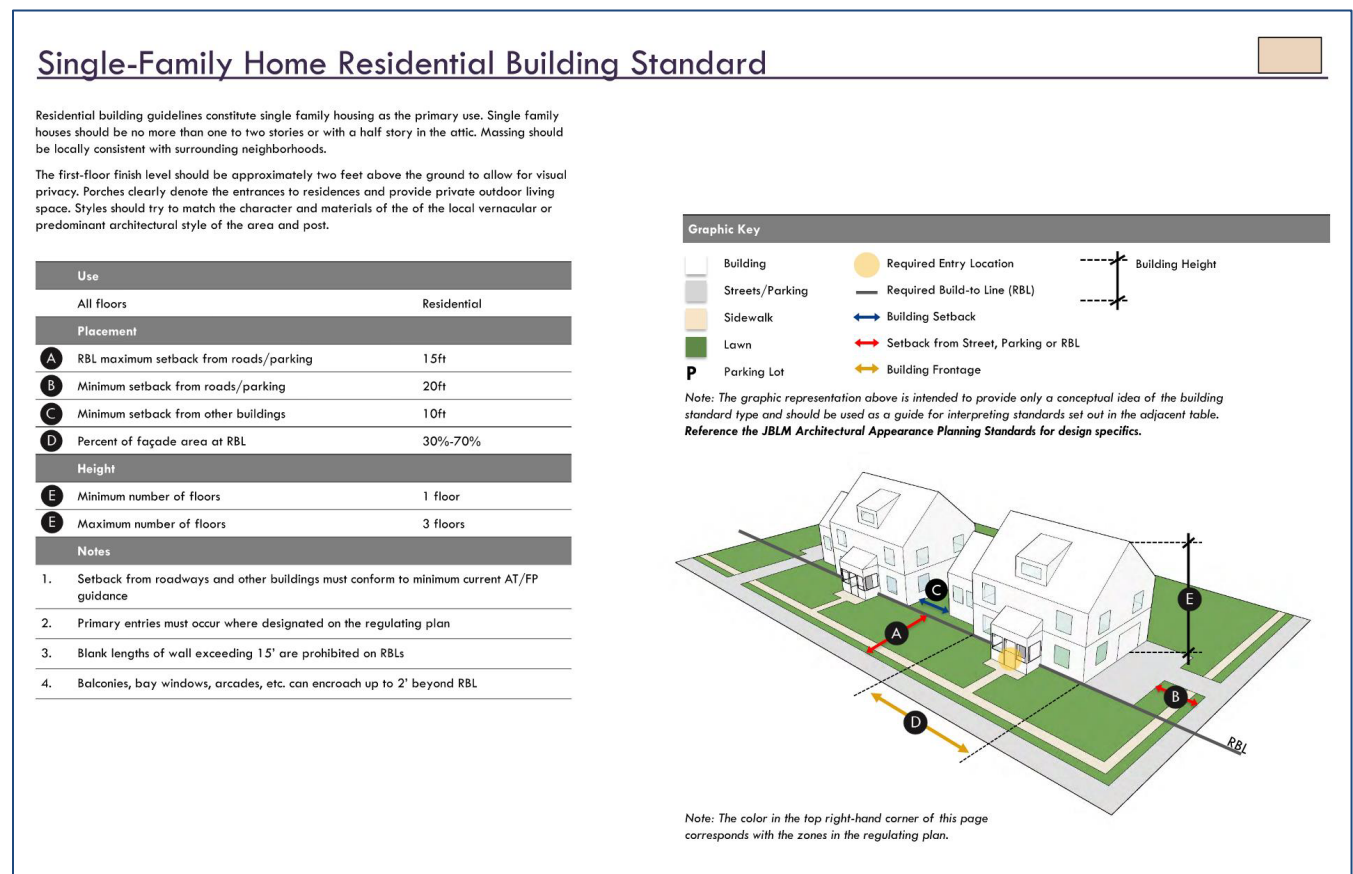 Single-Family Home Residential Building Standard
Residential building guidelines constitute single family housing as the primary use. Single family
houses should be no more than one to two stories or with a half story in the attic. Massing should
be locally consistent with surrounding neighborhoods.
The first-floor finish level should be approximately two feet above the ground to allow for visual
privacy. Porches clearly denote the entrances to residences and provide private outdoor living
space. Styles should try to match the character and materials of the of the local vernacular or
predominant architectural style of the area and post.
Use
All floors Residential
Placement
A RBL maximum setback from roads/parking 15ft
B Minimum setback from roads/parking 20ft
C Minimum setback from other buildings 10ft
D Percent of façade area at RBL 30%-70%
Height
E Minimum number of floors 1 floor
E Maximum number of floors 3 floors
Notes
1. Setback from roadways and other buildings must conform to minimum current AT/FP
guidance
2. Primary entries must occur where designated on the regulating plan
3. Blank lengths of wall exceeding 15' are prohibited on RBLs
4. Balconies, bay windows, arcades, etc. can encroach up to 2' beyond RBL
Graphic Key
Building Required Entry Location Building Height
Streets/Parking Required Build-to Line (RBL)
Sidewalk Building Setback
Lawn Setback from Street, Parking or RBL
P Parking Lot Building Frontage
Note: The graphic representation above is intended to provide only a conceptual idea of the building
standard type and should be used as a guide for interpreting standards set out in the adjacent table.
Reference the JBLM Architectural Appearance Planning Standards for design specifics.
C
E
A
B
D
RBL
Note: The color in the top right-hand corner of this page
corresponds with the zones in the regulating plan.